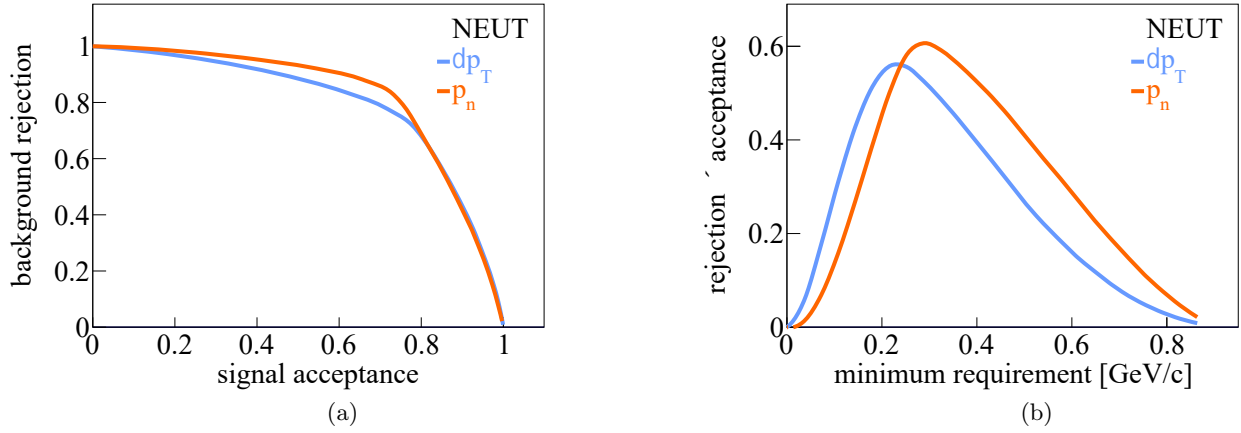 NEUT
dp_T
p_n
background rejection
1
0.8
0.6
0.4
0.2
0
0 0.2 0.4 0.6 0.8 1
signal acceptance
(a)
NEUT
dp_T
p_n
rejection ´ acceptance
0.6
0.4
0.2
0
0 0.2 0.4 0.6 0.8
minimum requirement [GeV/c]
(b)